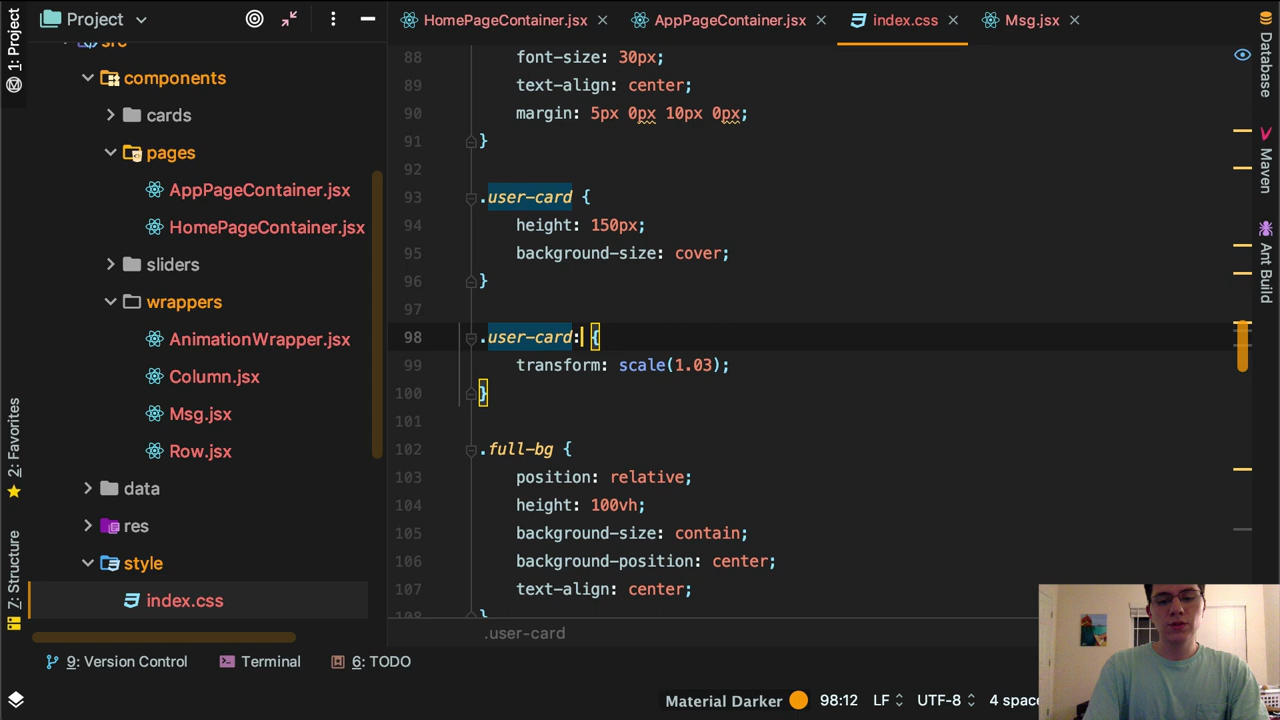 Project
HomePageContainer.jsx
AppPageContainer.jsx
index.css
Msg.jsx
1: Project
2: Favorites
7: Structure
Database
Maven
Ant Build
src
components
cards
pages
AppPageContainer.jsx
HomePageContainer.jsx
sliders
wrappers
AnimationWrapper.jsx
Column.jsx
Msg.jsx
Row.jsx
data
res
style
index.css
88 font-size: 30px;
89 text-align: center;
90 margin: 5px 0px 10px 0px;
91 }
92
93 .user-card {
94 height: 150px;
95 background-size: cover;
96 }
97
98 .user-card: {
99 transform: scale(1.03);
100 }
101
102 .full-bg {
103 position: relative;
104 height: 100vh;
105 background-size: contain;
106 background-position: center;
107 text-align: center;
108 }
.user-card
9: Version Control
Terminal
6: TODO
Material Darker
98:12
LF
UTF-8
4 spac